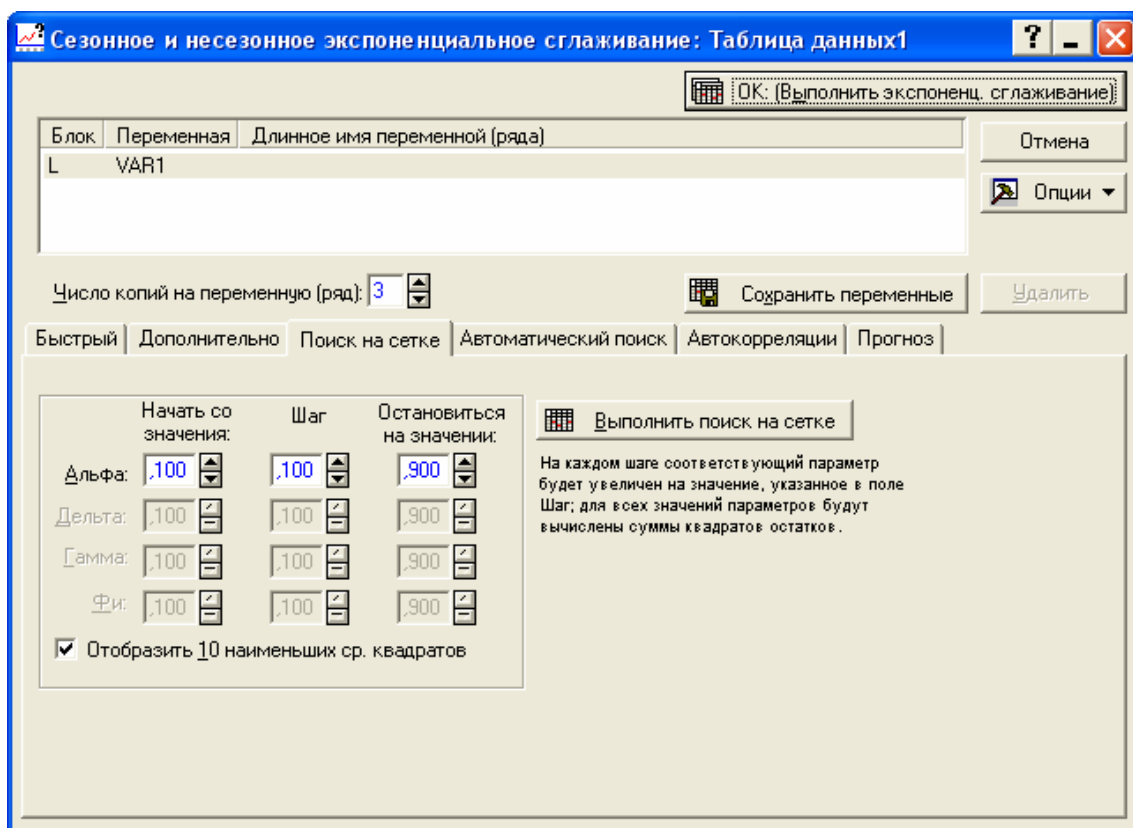 Сезонное и несезонное экспоненциальное сглаживание: Таблица данных1
ОК: (Выполнить экспоненц. сглаживание)
Блок Переменная Длинное имя переменной (ряда)
L VAR1
Отмена
Опции
Число копий на переменную (ряд): 3
Сохранить переменные
Удалить
Быстрый Дополнительно Поиск на сетке Автоматический поиск Автокорреляции Прогноз
Начать со значения:
Шаг
Остановиться на значении:
Альфа: ,100 ,100 ,900
Дельта: ,100 ,100 ,900
Гамма: ,100 ,100 ,900
Фи: ,100 ,100 ,900
Отобразить 10 наименьших ср. квадратов
Выполнить поиск на сетке
На каждом шаге соответствующий параметр
будет увеличен на значение, указанное в поле
Шаг; для всех значений параметров будут
вычислены суммы квадратов остатков.